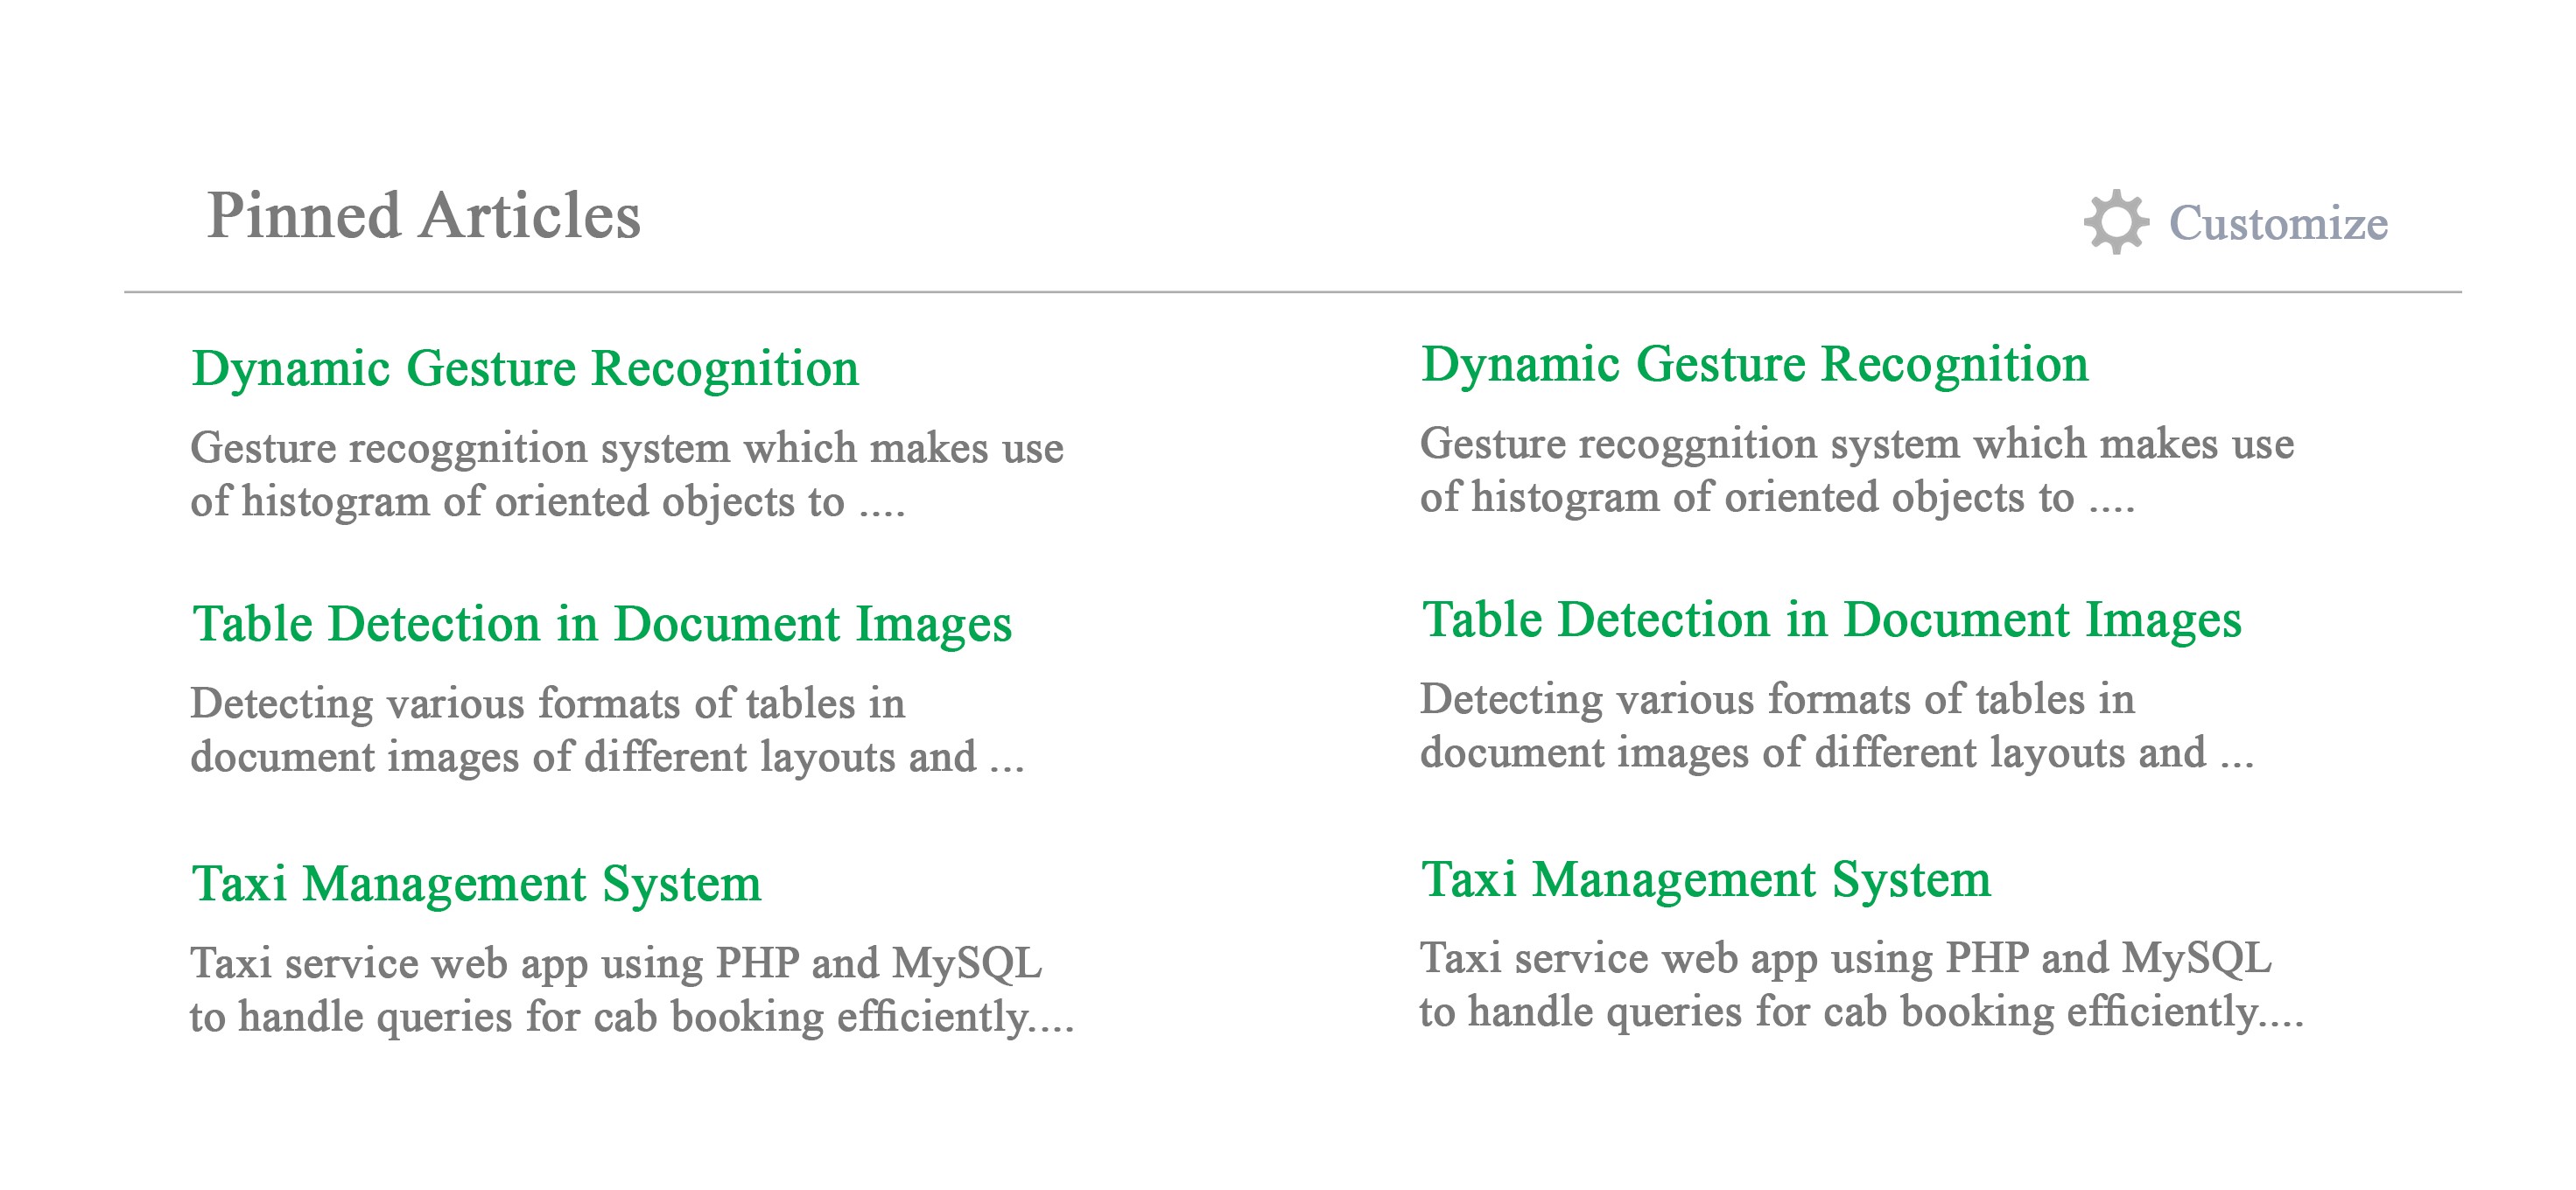 Pinned Articles
Customize
Dynamic Gesture Recognition
Gesture recoggnition system which makes use
of histogram of oriented objects to ....
Table Detection in Document Images
Detecting various formats of tables in
document images of different layouts and ...
Taxi Management System
Taxi service web app using PHP and MySQL
to handle queries for cab booking efficiently....
Dynamic Gesture Recognition
Gesture recoggnition system which makes use
of histogram of oriented objects to ....
Table Detection in Document Images
Detecting various formats of tables in
document images of different layouts and ...
Taxi Management System
Taxi service web app using PHP and MySQL
to handle queries for cab booking efficiently....